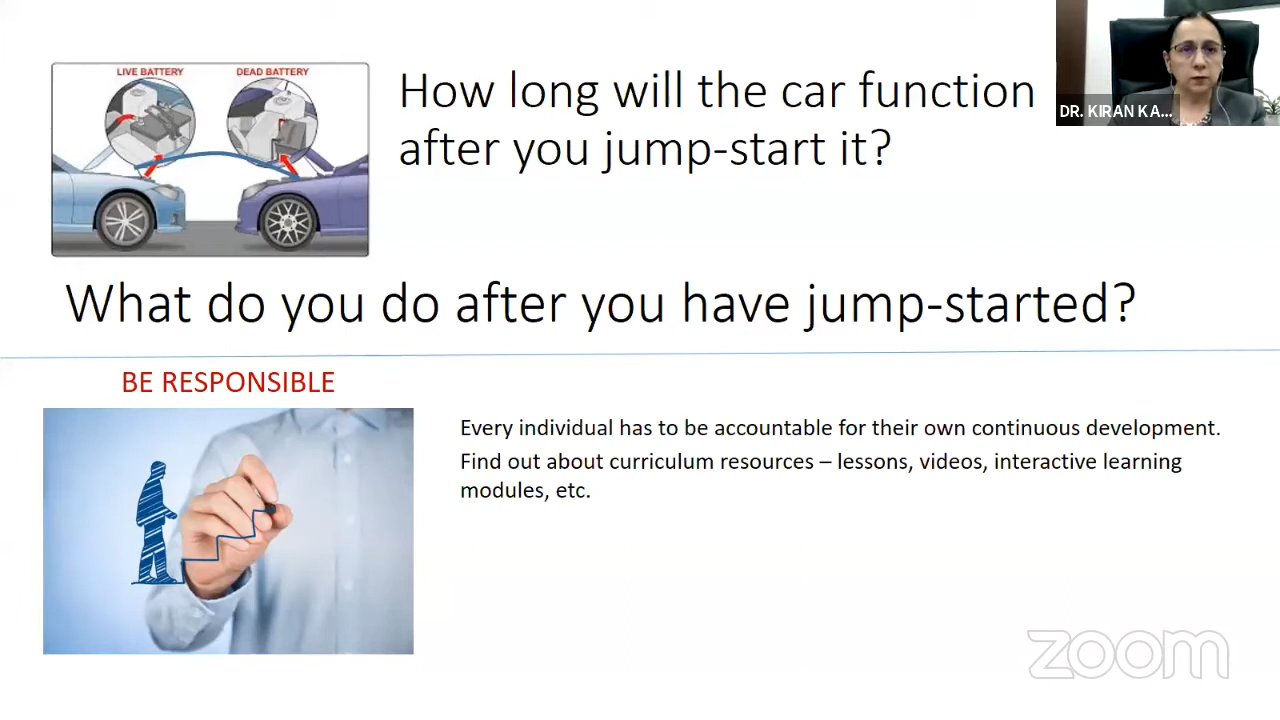 LIVE BATTERY
DEAD BATTERY
How long will the car function
after you jump-start it?
DR. KIRAN KA...
What do you do after you have jump-started?
BE RESPONSIBLE
Every individual has to be accountable for their own continuous development.
Find out about curriculum resources – lessons, videos, interactive learning
modules, etc.
zoom